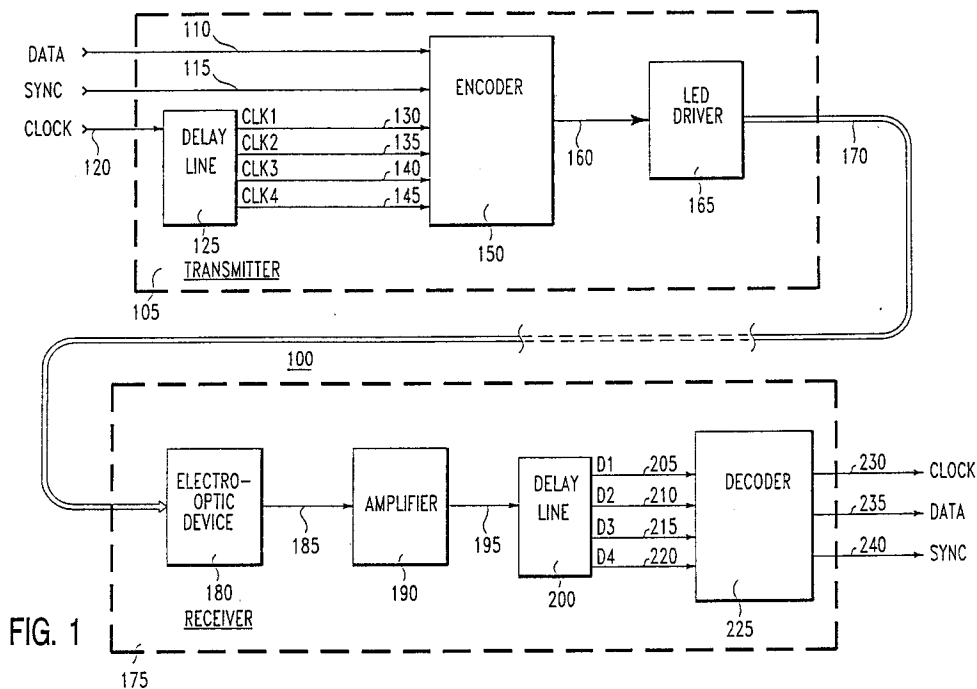 110
DATA
115
SYNC
ENCODER
LED
DRIVER
CLOCK
120
DELAY
LINE
CLK1
130
CLK2
135
CLK3
140
CLK4
145
160
170
165
125
150
TRANSMITTER
105
100
ELECTRO-
OPTIC
DEVICE
AMPLIFIER
DELAY
LINE
D1
205
D2
210
D3
215
D4
220
DECODER
230
CLOCK
235
DATA
240
SYNC
185
195
180
190
200
225
RECEIVER
FIG. 1
175